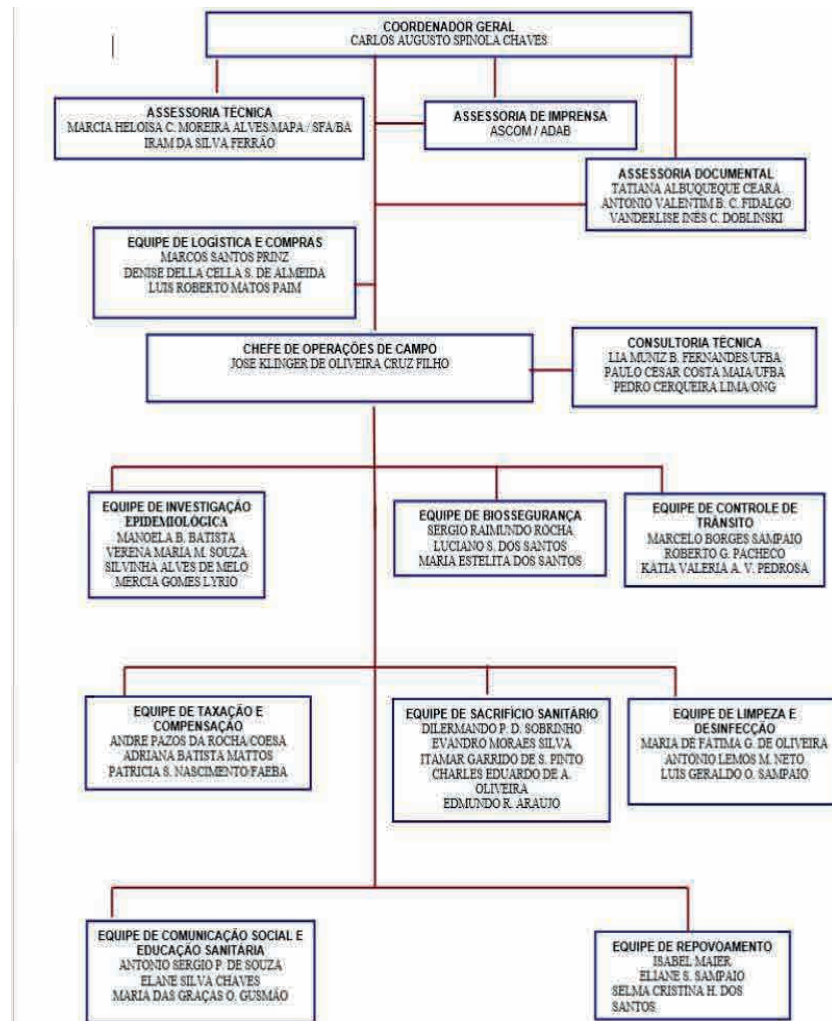 COORDENADOR GERAL
CARLOS AUGUSTO SPINOLA CHAVES
ASSESSORIA TÉCNICA
MARCIA HELOISA C. MOREIRA ALVES/MAPA / SFA/BA
IRAM DA SILVA FERRÃO
ASSESSORIA DE IMPRENSA
ASCOM / ADAB
ASSESSORIA DOCUMENTAL
TATIANA ALBUQUEQUE CEARÁ
ANTONIO VALENTIM B. C. FIDALGO
VANDERLISE INÊS C. DOBLINSKI
EQUIPE DE LOGÍSTICA E COMPRAS
MARCOS SANTOS PRINZ
DENISE DELLA CELLA S. DE ALMEIDA
LUIS ROBERTO MATOS PAIM
CHEFE DE OPERAÇÕES DE CAMPO
JOSE KLINGER DE OLIVEIRA CRUZ FILHO
CONSULTORIA TÉCNICA
LIA MUNIZ B. FERNANDES/UFBA
PAULO CESAR COSTA MAIA/UFBA
PEDRO CERQUEIRA LIMA/ONG
EQUIPE DE INVESTIGAÇÃO
EPIDEMIOLÓGICA
MANOELA B. BATISTA
VERENA MARIA M. SOUZA
SILVINHA ALVES DE MELO
MERCIA GOMES LYRIO
EQUIPE DE BIOSSEGURANÇA
SERGIO RAIMUNDO ROCHA
LUCIANO S. DOS SANTOS
MARIA ESTELITA DOS SANTOS
EQUIPE DE CONTROLE DE
TRÂNSITO
MARCELO BORGES SAMPAIO
ROBERTO G. PACHECO
KATIA VALERIA A. V. PEDROSA
EQUIPE DE TAXAÇÃO E
COMPENSAÇÃO
ANDRE PAZOS DA ROCHA/COESA
ADRIANA BATISTA MATTOS
PATRICIA S. NASCIMENTO/FAEBA
EQUIPE DE SACRIFÍCIO SANITÁRIO
DILERMANDO P. D. SOBRINHO
EVANDRO MORAES SILVA
ITAMAR GARRIDO DE S. PINTO
CHARLES EDUARDO DE A.
OLIVEIRA
EDMUNDO R. ARAUJO
EQUIPE DE LIMPEZA E
DESINFECÇÃO
MARIA DE FATIMA G. DE OLIVEIRA
ANTONIO LEMOS M. NETO
LUIS GERALDO O. SAMPAIO
EQUIPE DE COMUNICAÇÃO SOCIAL E
EDUCAÇÃO SANITÁRIA
ANTONIO SERGIO P. DE SOUZA
ELANE SILVA CHAVES
MARIA DAS GRAÇAS O. GUSMÃO
EQUIPE DE REPOVOAMENTO
ISABEL MAIER
ELIANE S. SAMPAIO
SELMA CRISTINA H. DOS
SANTOS